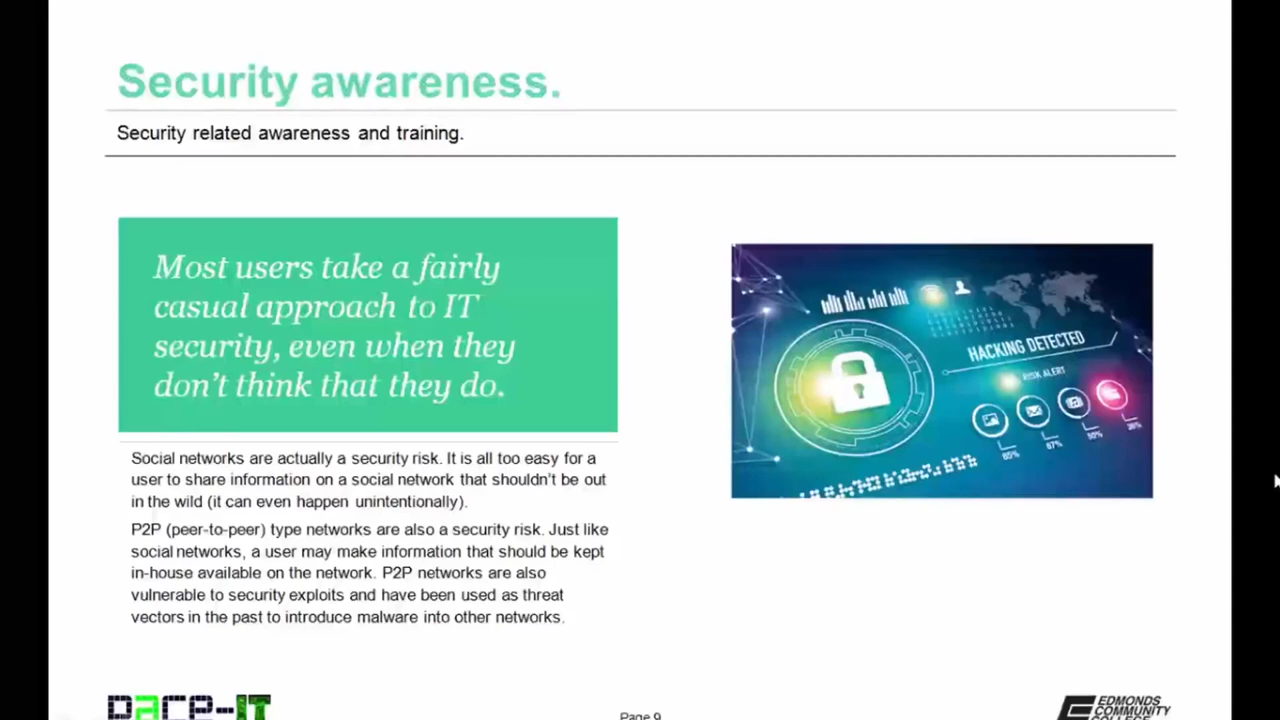 Security awareness.
Security related awareness and training.
Most users take a fairly
casual approach to IT
security, even when they
don't think that they do.
Social networks are actually a security risk. It is all too easy for a
user to share information on a social network that shouldn't be out
in the wild (it can even happen unintentionally).
P2P (peer-to-peer) type networks are also a security risk. Just like
social networks, a user may make information that should be kept
in-house available on the network. P2P networks are also
vulnerable to security exploits and have been used as threat
vectors in the past to introduce malware into other networks.
HACKING DETECTED
RISK ALERT
85%
67%
50%
PACE-IT
Page 9
EDMONDS
COMMUNITY
COLLEGE